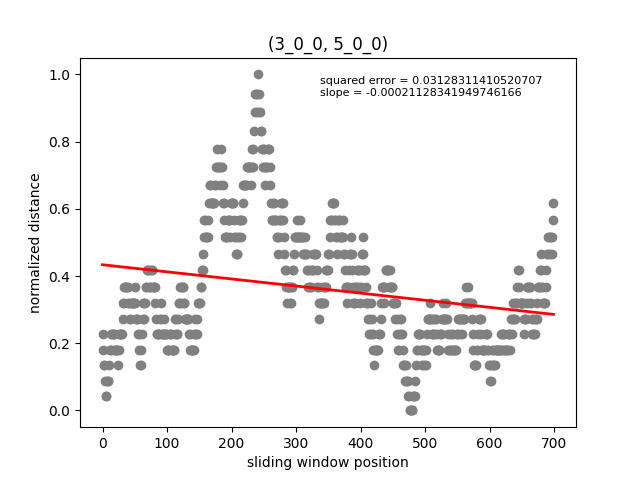 (3_0_0, 5_0_0)
squared error = 0.03128311410520707
slope = -0.00021128341949746166
normalized distance
1.0
0.8
0.6
0.4
0.2
0.0
0 100 200 300 400 500 600 700
sliding window position